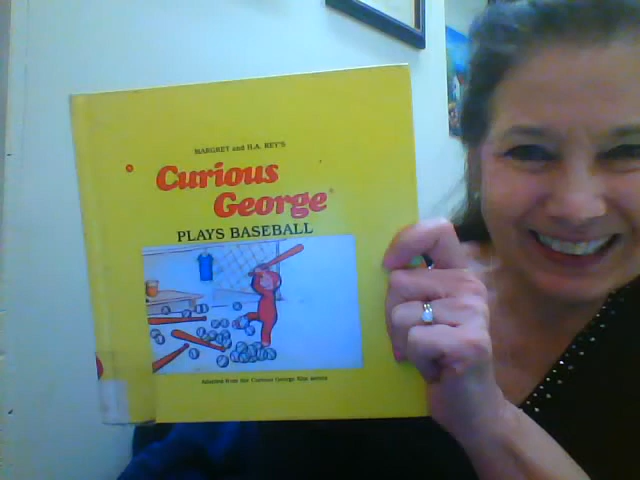 MARGRET and H.A. REY'S
Curious
George
PLAYS BASEBALL
Adapted from the Curious George film series